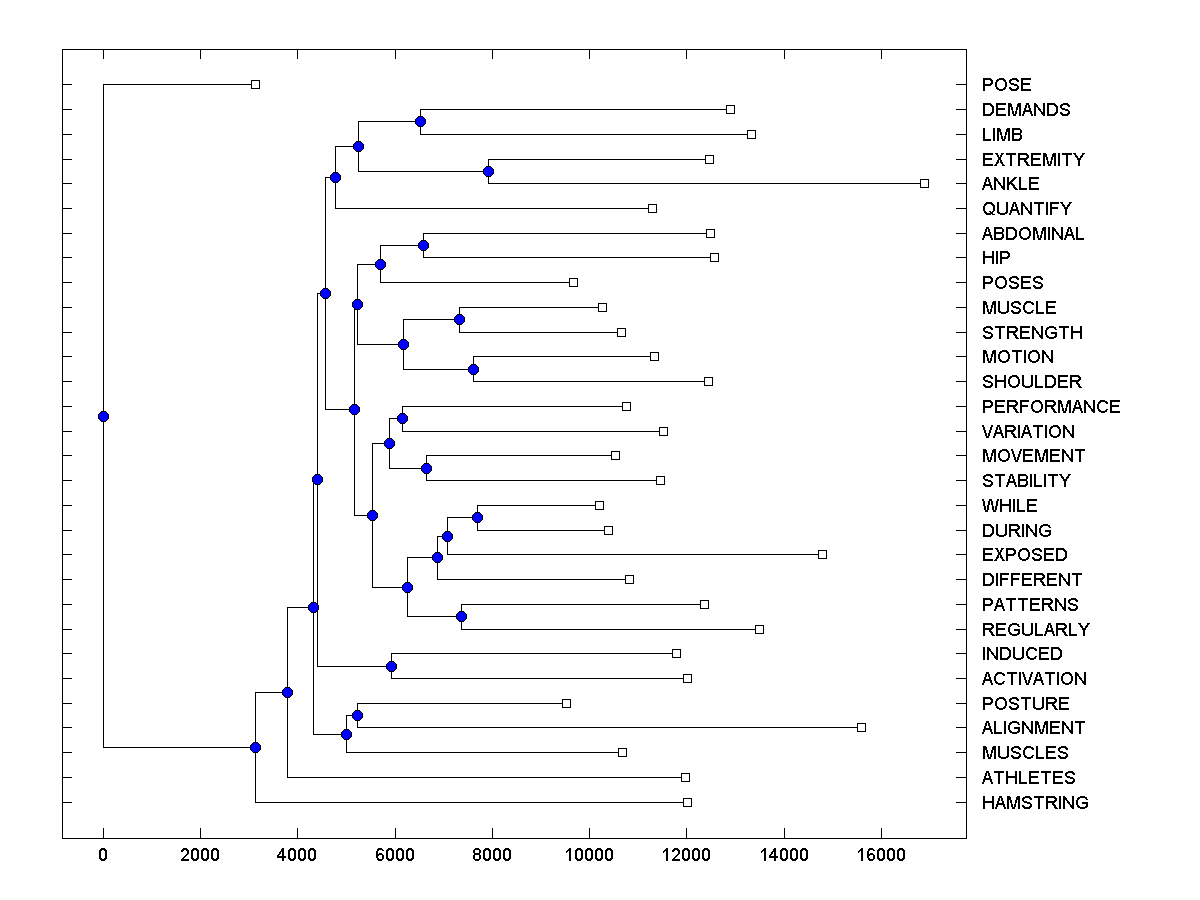 POSE
DEMANDS
LIMB
EXTREMITY
ANKLE
QUANTIFY
ABDOMINAL
HIP
POSES
MUSCLE
STRENGTH
MOTION
SHOULDER
PERFORMANCE
VARIATION
MOVEMENT
STABILITY
WHILE
DURING
EXPOSED
DIFFERENT
PATTERNS
REGULARLY
INDUCED
ACTIVATION
POSTURE
ALIGNMENT
MUSCLES
ATHLETES
HAMSTRING
0 2000 4000 6000 8000 10000 12000 14000 16000